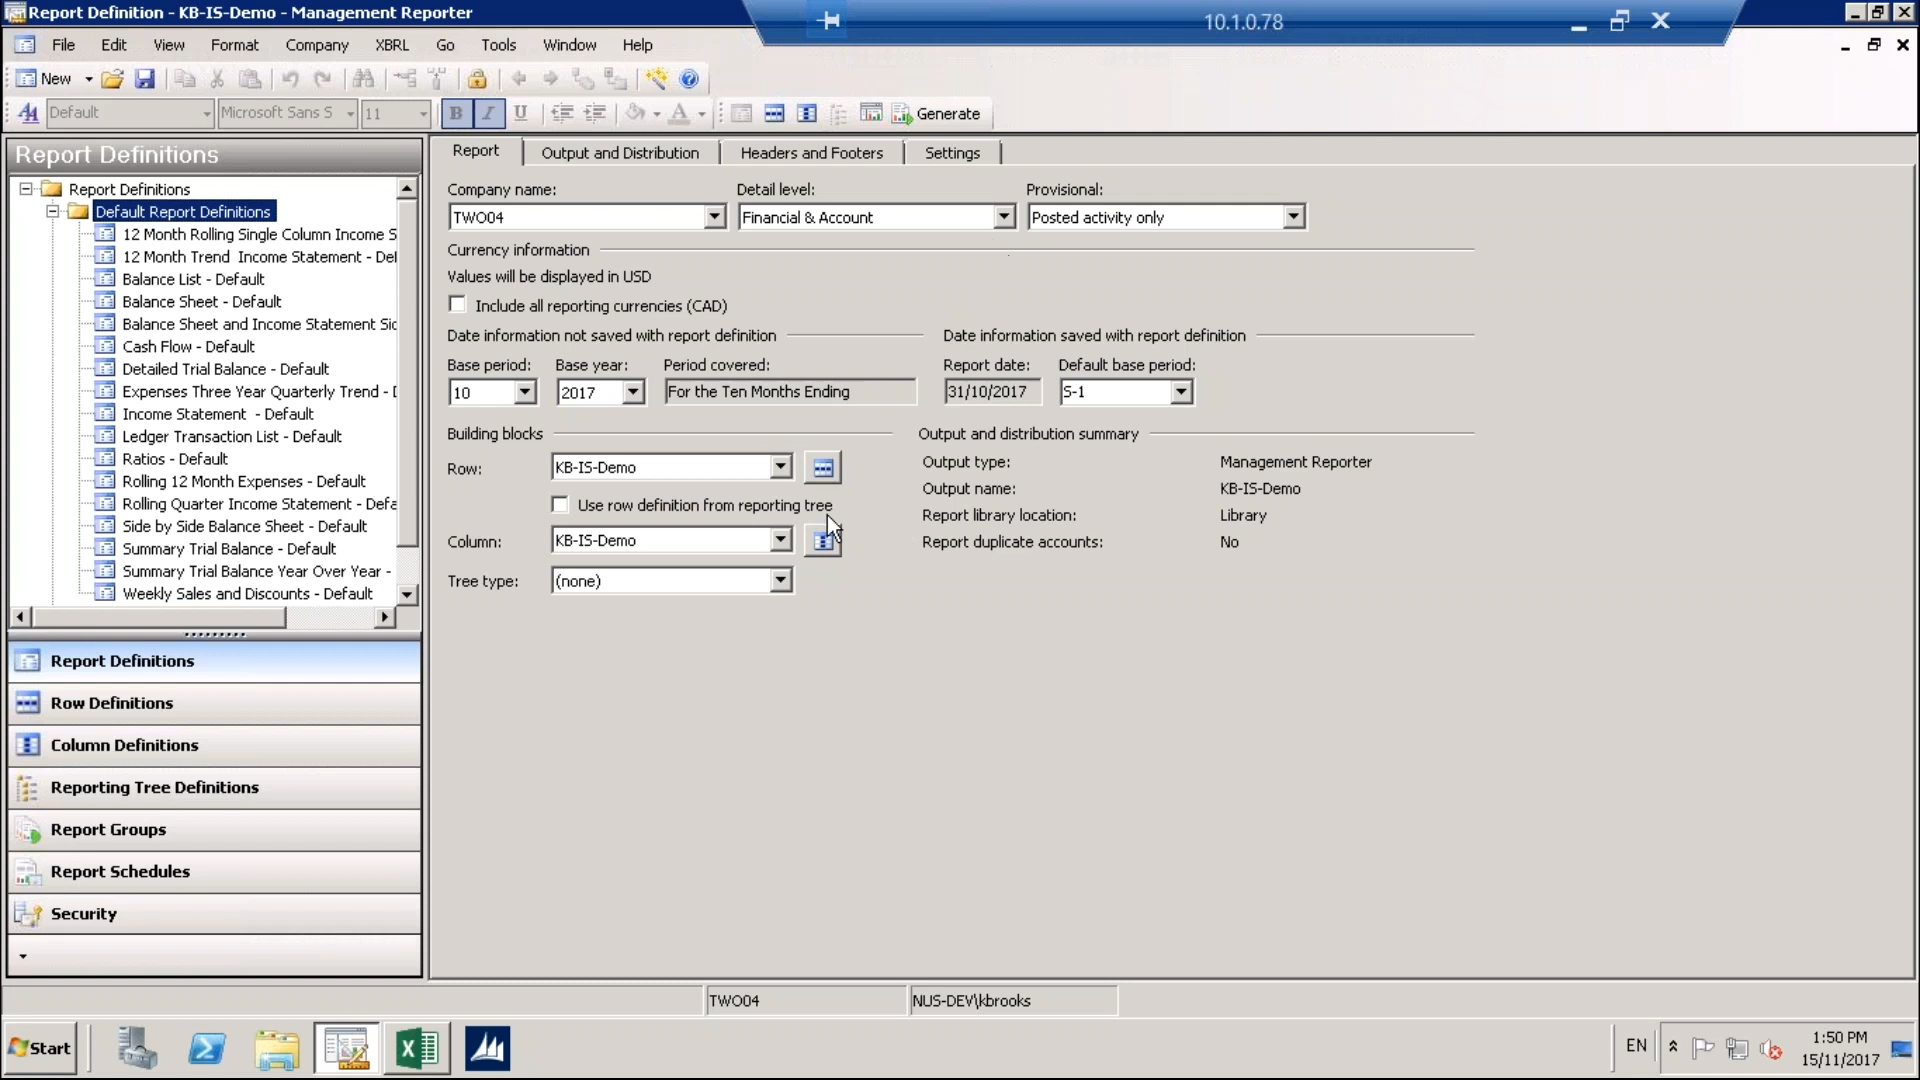 Report Definition - KB-IS-Demo - Management Reporter
10.1.0.78
File Edit View Format Company XBRL Go Tools Window Help
New
Default Microsoft Sans S 11 B I U Generate
Report Definitions
Report Definitions
Default Report Definitions
12 Month Rolling Single Column Income S
12 Month Trend Income Statement - Def
Balance List - Default
Balance Sheet - Default
Balance Sheet and Income Statement Sid
Cash Flow - Default
Detailed Trial Balance - Default
Expenses Three Year Quarterly Trend - D
Income Statement - Default
Ledger Transaction List - Default
Ratios - Default
Rolling 12 Month Expenses - Default
Rolling Quarter Income Statement - Defa
Side by Side Balance Sheet - Default
Summary Trial Balance - Default
Summary Trial Balance Year Over Year -
Weekly Sales and Discounts - Default
Report Definitions
Row Definitions
Column Definitions
Reporting Tree Definitions
Report Groups
Report Schedules
Security
Report Output and Distribution Headers and Footers Settings
Company name: Detail level: Provisional:
TWO04 Financial & Account Posted activity only
Currency information
Values will be displayed in USD
Include all reporting currencies (CAD)
Date information not saved with report definition Date information saved with report definition
Base period: Base year: Period covered: Report date: Default base period:
10 2017 For the Ten Months Ending 31/10/2017 S-1
Building blocks Output and distribution summary
Row: KB-IS-Demo
Use row definition from reporting tree
Column: KB-IS-Demo
Tree type: (none)
Output type: Management Reporter
Output name: KB-IS-Demo
Report library location: Library
Report duplicate accounts: No
TWO04 NUS-DEV\kbrooks
Start
EN
1:50 PM
15/11/2017